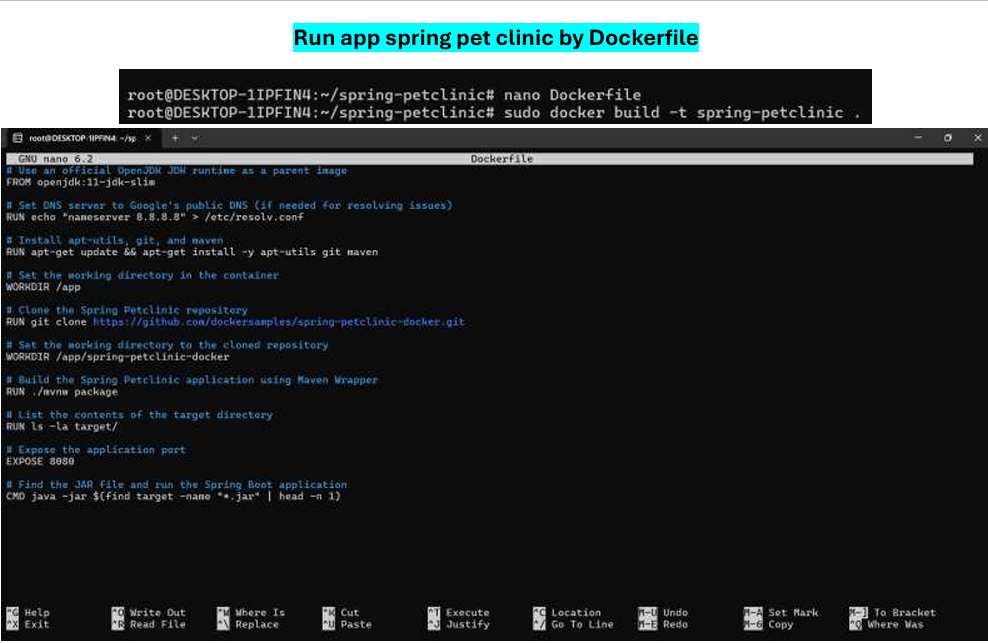 Run app spring pet clinic by Dockerfile
root@DESKTOP-1IPFIN4:~/spring-petclinic# nano Dockerfile
root@DESKTOP-1IPFIN4:~/spring-petclinic# sudo docker build -t spring-petclinic .
root@DESKTOP-1IPFIN4: ~/sp
GNU nano 6.2 Dockerfile
# Use an official OpenJDK JDK runtime as a parent image
FROM openjdk:11-jdk-slim
# Set DNS server to Google's public DNS (if needed for resolving issues)
RUN echo "nameserver 8.8.8.8" > /etc/resolv.conf
# Install apt-utils, git, and maven
RUN apt-get update && apt-get install -y apt-utils git maven
# Set the working directory in the container
WORKDIR /app
# Clone the Spring Petclinic repository
RUN git clone https://github.com/dockersamples/spring-petclinic-docker.git
# Set the working directory to the cloned repository
WORKDIR /app/spring-petclinic-docker
# Build the Spring Petclinic application using Maven Wrapper
RUN ./mvnw package
# List the contents of the target directory
RUN ls -la target/
# Expose the application port
EXPOSE 8080
# Find the JAR file and run the Spring Boot application
CMD java -jar $(find target -name "*.jar" | head -n 1)
^G Help ^O Write Out ^W Where Is ^K Cut ^T Execute ^C Location M-U Undo M-A Set Mark M-] To Bracket
^X Exit ^R Read File ^\ Replace ^U Paste ^J Justify ^/ Go To Line M-E Redo M-6 Copy ^Q Where Was